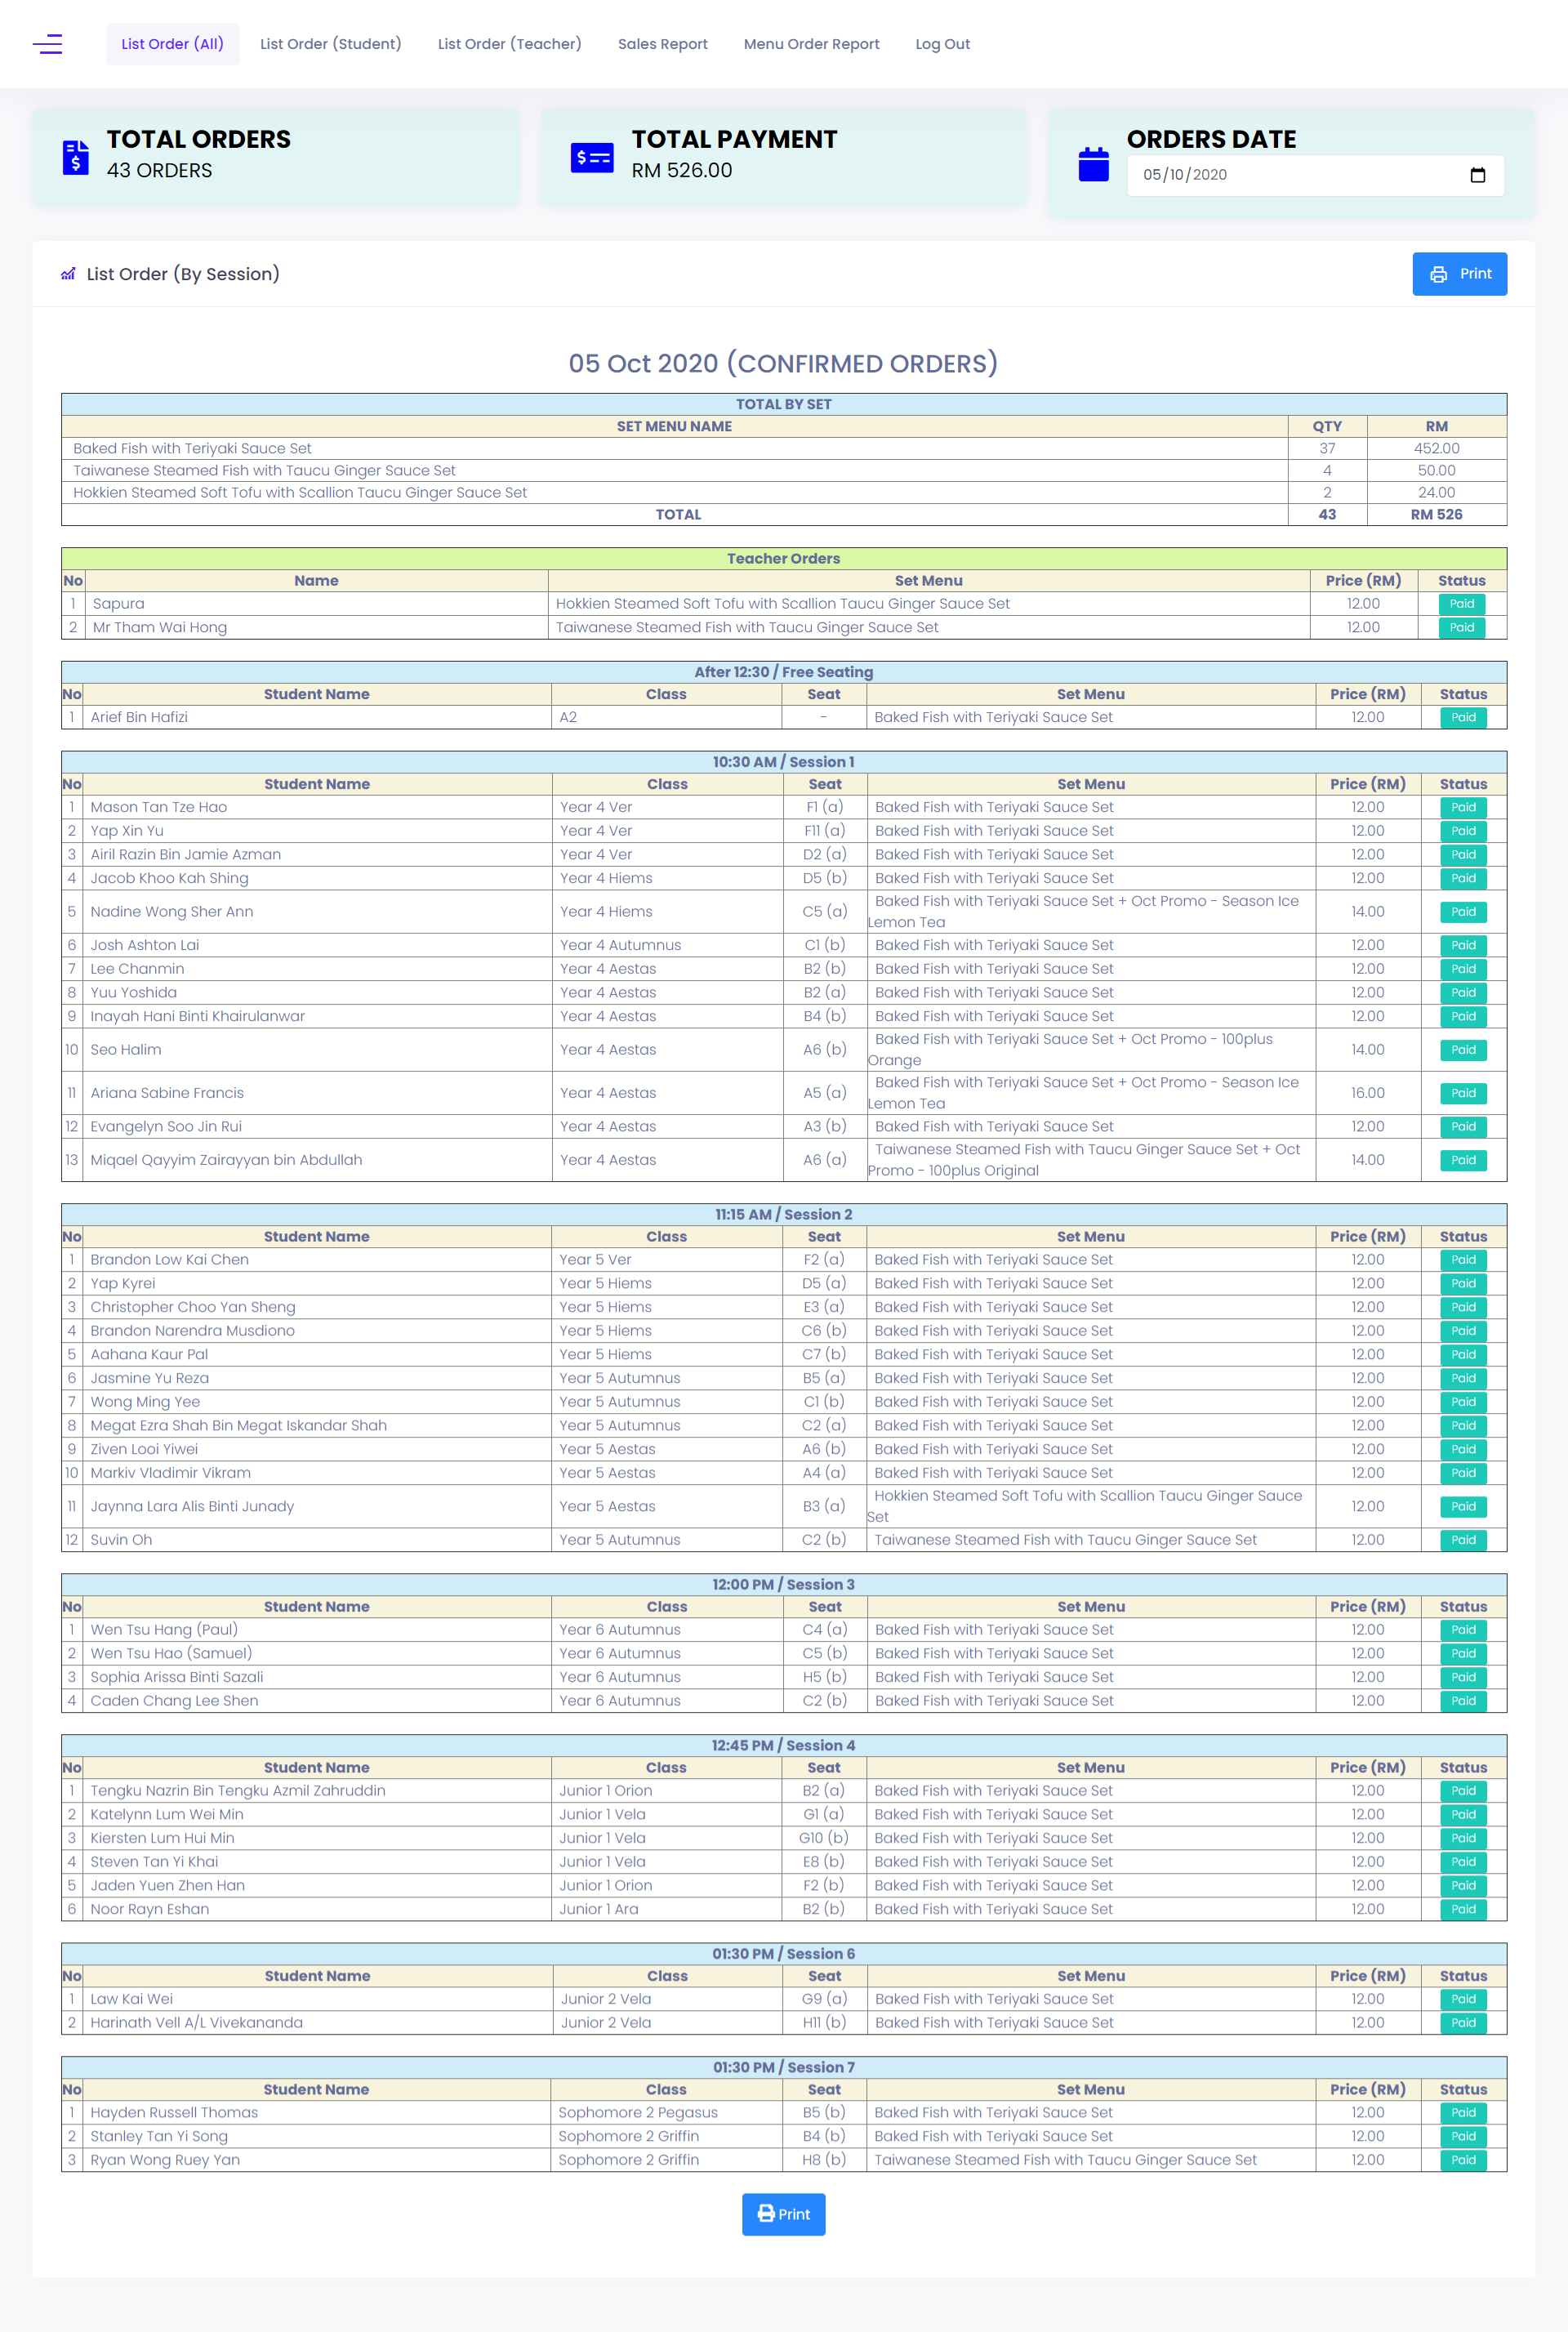 List Order (All) List Order (Student) List Order (Teacher) Sales Report Menu Order Report Log Out
TOTAL ORDERS
43 ORDERS
TOTAL PAYMENT
RM 526.00
ORDERS DATE
05/10/2020
List Order (By Session)
Print
05 Oct 2020 (CONFIRMED ORDERS)
TOTAL BY SET
SET MENU NAME QTY RM
Baked Fish with Teriyaki Sauce Set 37 452.00
Taiwanese Steamed Fish with Taucu Ginger Sauce Set 4 50.00
Hokkien Steamed Soft Tofu with Scallion Taucu Ginger Sauce Set 2 24.00
TOTAL 43 RM 526
Teacher Orders
No Name Set Menu Price (RM) Status
1 Sapura Hokkien Steamed Soft Tofu with Scallion Taucu Ginger Sauce Set 12.00 Paid
2 Mr Tham Wai Hong Taiwanese Steamed Fish with Taucu Ginger Sauce Set 12.00 Paid
After 12:30 / Free Seating
No Student Name Class Seat Set Menu Price (RM) Status
1 Arief Bin Hafizi A2 - Baked Fish with Teriyaki Sauce Set 12.00 Paid
10:30 AM / Session 1
No Student Name Class Seat Set Menu Price (RM) Status
1 Mason Tan Tze Hao Year 4 Ver F1 (a) Baked Fish with Teriyaki Sauce Set 12.00 Paid
2 Yap Xin Yu Year 4 Ver F11 (a) Baked Fish with Teriyaki Sauce Set 12.00 Paid
3 Airil Razin Bin Jamie Azman Year 4 Ver D2 (a) Baked Fish with Teriyaki Sauce Set 12.00 Paid
4 Jacob Khoo Kah Shing Year 4 Hiems D5 (b) Baked Fish with Teriyaki Sauce Set 12.00 Paid
5 Nadine Wong Sher Ann Year 4 Hiems C5 (a) Baked Fish with Teriyaki Sauce Set + Oct Promo - Season Ice
Lemon Tea 14.00 Paid
6 Josh Ashton Lai Year 4 Autumnus C1 (b) Baked Fish with Teriyaki Sauce Set 12.00 Paid
7 Lee Chanmin Year 4 Aestas B2 (b) Baked Fish with Teriyaki Sauce Set 12.00 Paid
8 Yuu Yoshida Year 4 Aestas B2 (a) Baked Fish with Teriyaki Sauce Set 12.00 Paid
9 Inayah Hani Binti Khairulanwar Year 4 Aestas B4 (b) Baked Fish with Teriyaki Sauce Set 12.00 Paid
10 Seo Halim Year 4 Aestas A6 (b) Baked Fish with Teriyaki Sauce Set + Oct Promo - 100plus
Orange 14.00 Paid
11 Ariana Sabine Francis Year 4 Aestas A5 (a) Baked Fish with Teriyaki Sauce Set + Oct Promo - Season Ice
Lemon Tea 16.00 Paid
12 Evangelyn Soo Jin Rui Year 4 Aestas A3 (b) Baked Fish with Teriyaki Sauce Set 12.00 Paid
13 Miqael Qayyim Zairayyan bin Abdullah Year 4 Aestas A6 (a) Taiwanese Steamed Fish with Taucu Ginger Sauce Set + Oct
Promo - 100plus Original 14.00 Paid
11:15 AM / Session 2
No Student Name Class Seat Set Menu Price (RM) Status
1 Brandon Low Kai Chen Year 5 Ver F2 (a) Baked Fish with Teriyaki Sauce Set 12.00 Paid
2 Yap Kyrei Year 5 Hiems D5 (a) Baked Fish with Teriyaki Sauce Set 12.00 Paid
3 Christopher Choo Yan Sheng Year 5 Hiems E3 (a) Baked Fish with Teriyaki Sauce Set 12.00 Paid
4 Brandon Narendra Musdiono Year 5 Hiems C6 (b) Baked Fish with Teriyaki Sauce Set 12.00 Paid
5 Aahana Kaur Pal Year 5 Hiems C7 (b) Baked Fish with Teriyaki Sauce Set 12.00 Paid
6 Jasmine Yu Reza Year 5 Autumnus B5 (a) Baked Fish with Teriyaki Sauce Set 12.00 Paid
7 Wong Ming Yee Year 5 Autumnus C1 (b) Baked Fish with Teriyaki Sauce Set 12.00 Paid
8 Megat Ezra Shah Bin Megat Iskandar Shah Year 5 Autumnus C2 (a) Baked Fish with Teriyaki Sauce Set 12.00 Paid
9 Ziven Looi Yiwei Year 5 Aestas A6 (b) Baked Fish with Teriyaki Sauce Set 12.00 Paid
10 Markiv Vladimir Vikram Year 5 Aestas A4 (a) Baked Fish with Teriyaki Sauce Set 12.00 Paid
11 Jaynna Lara Alis Binti Junady Year 5 Aestas B3 (a) Hokkien Steamed Soft Tofu with Scallion Taucu Ginger Sauce
Set 12.00 Paid
12 Suvin Oh Year 5 Autumnus C2 (b) Taiwanese Steamed Fish with Taucu Ginger Sauce Set 12.00 Paid
12:00 PM / Session 3
No Student Name Class Seat Set Menu Price (RM) Status
1 Wen Tsu Hang (Paul) Year 6 Autumnus C4 (a) Baked Fish with Teriyaki Sauce Set 12.00 Paid
2 Wen Tsu Hao (Samuel) Year 6 Autumnus C5 (b) Baked Fish with Teriyaki Sauce Set 12.00 Paid
3 Sophia Arissa Binti Sazali Year 6 Autumnus H5 (b) Baked Fish with Teriyaki Sauce Set 12.00 Paid
4 Caden Chang Lee Shen Year 6 Autumnus C2 (b) Baked Fish with Teriyaki Sauce Set 12.00 Paid
12:45 PM / Session 4
No Student Name Class Seat Set Menu Price (RM) Status
1 Tengku Nazrin Bin Tengku Azmil Zahruddin Junior 1 Orion B2 (a) Baked Fish with Teriyaki Sauce Set 12.00 Paid
2 Katelynn Lum Wei Min Junior 1 Vela G1 (a) Baked Fish with Teriyaki Sauce Set 12.00 Paid
3 Kiersten Lum Hui Min Junior 1 Vela G10 (b) Baked Fish with Teriyaki Sauce Set 12.00 Paid
4 Steven Tan Yi Khai Junior 1 Vela E8 (b) Baked Fish with Teriyaki Sauce Set 12.00 Paid
5 Jaden Yuen Zhen Han Junior 1 Orion F2 (b) Baked Fish with Teriyaki Sauce Set 12.00 Paid
6 Noor Rayn Eshan Junior 1 Ara B2 (b) Baked Fish with Teriyaki Sauce Set 12.00 Paid
01:30 PM / Session 6
No Student Name Class Seat Set Menu Price (RM) Status
1 Law Kai Wei Junior 2 Vela G9 (a) Baked Fish with Teriyaki Sauce Set 12.00 Paid
2 Harinath Vell A/L Vivekananda Junior 2 Vela H11 (b) Baked Fish with Teriyaki Sauce Set 12.00 Paid
01:30 PM / Session 7
No Student Name Class Seat Set Menu Price (RM) Status
1 Hayden Russell Thomas Sophomore 2 Pegasus B5 (b) Baked Fish with Teriyaki Sauce Set 12.00 Paid
2 Stanley Tan Yi Song Sophomore 2 Griffin B4 (b) Baked Fish with Teriyaki Sauce Set 12.00 Paid
3 Ryan Wong Ruey Yan Sophomore 2 Griffin H8 (b) Taiwanese Steamed Fish with Taucu Ginger Sauce Set 12.00 Paid
Print